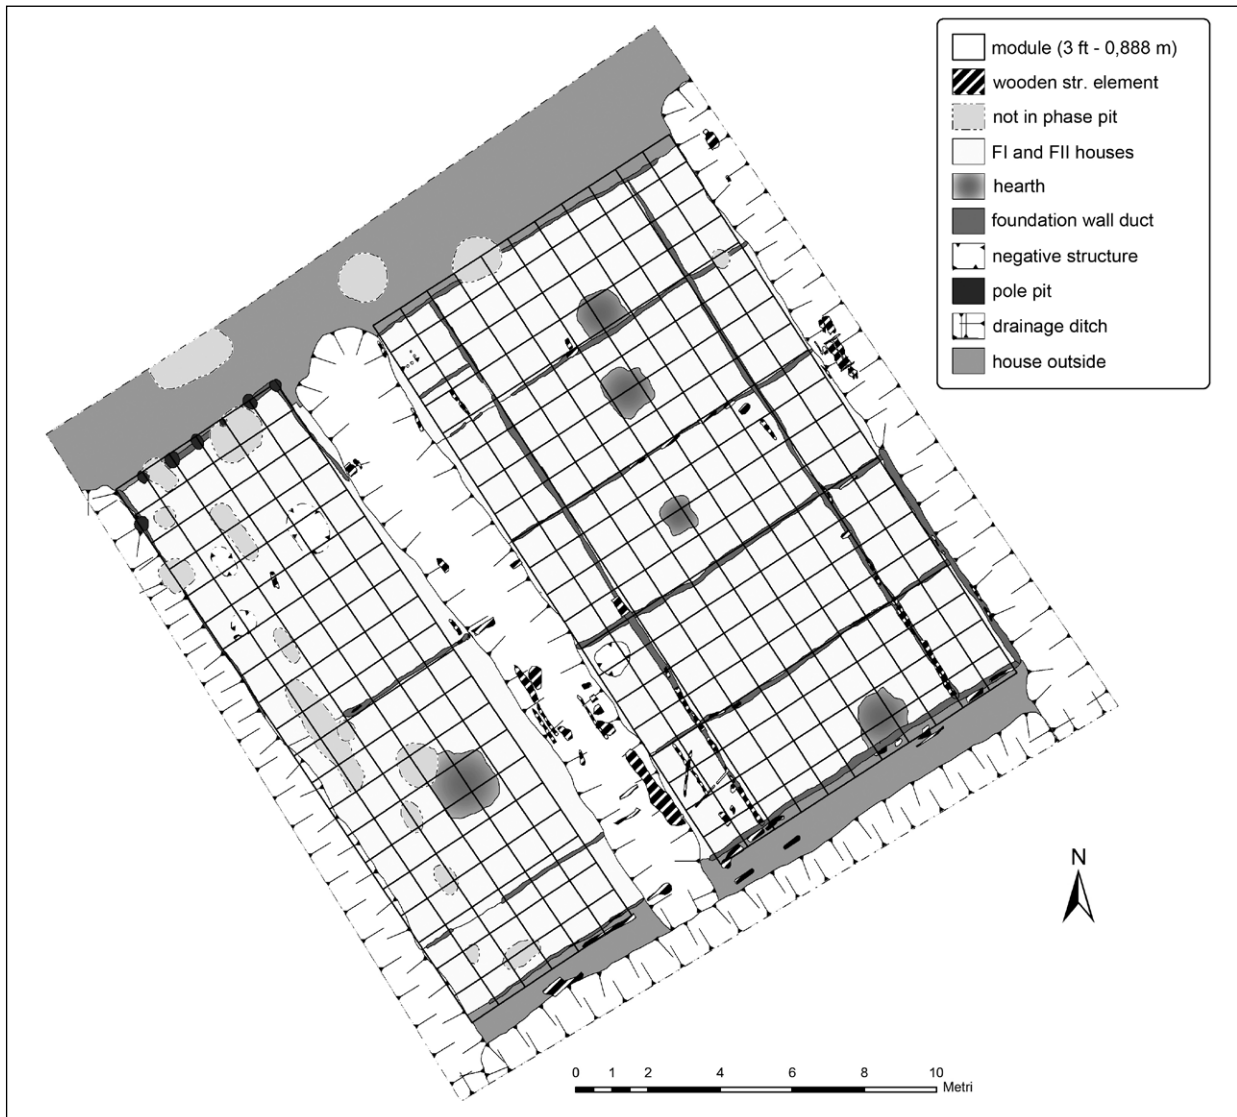 module (3 ft - 0,888 m)
wooden str. element
not in phase pit
FI and FII houses
hearth
foundation wall duct
negative structure
pole pit
drainage ditch
house outside
N
0 1 2 4 6 8 10
Metri